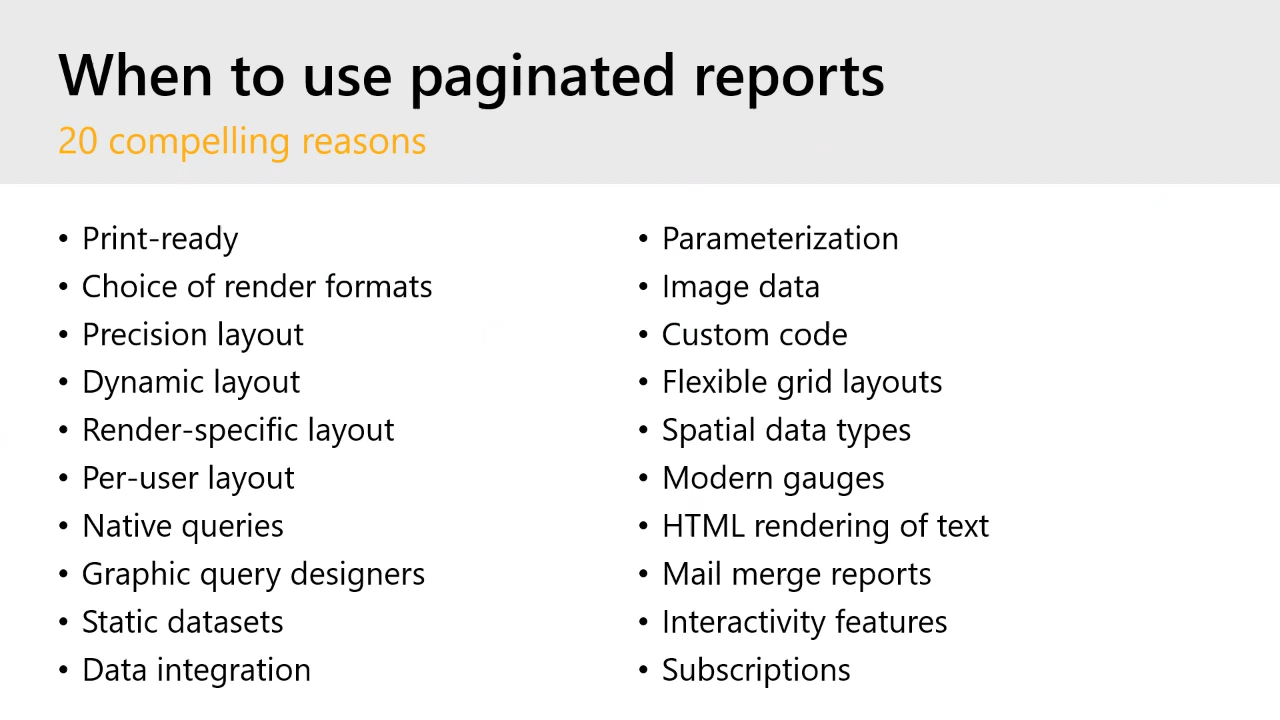 When to use paginated reports
20 compelling reasons
• Print-ready
• Choice of render formats
• Precision layout
• Dynamic layout
• Render-specific layout
• Per-user layout
• Native queries
• Graphic query designers
• Static datasets
• Data integration
• Parameterization
• Image data
• Custom code
• Flexible grid layouts
• Spatial data types
• Modern gauges
• HTML rendering of text
• Mail merge reports
• Interactivity features
• Subscriptions